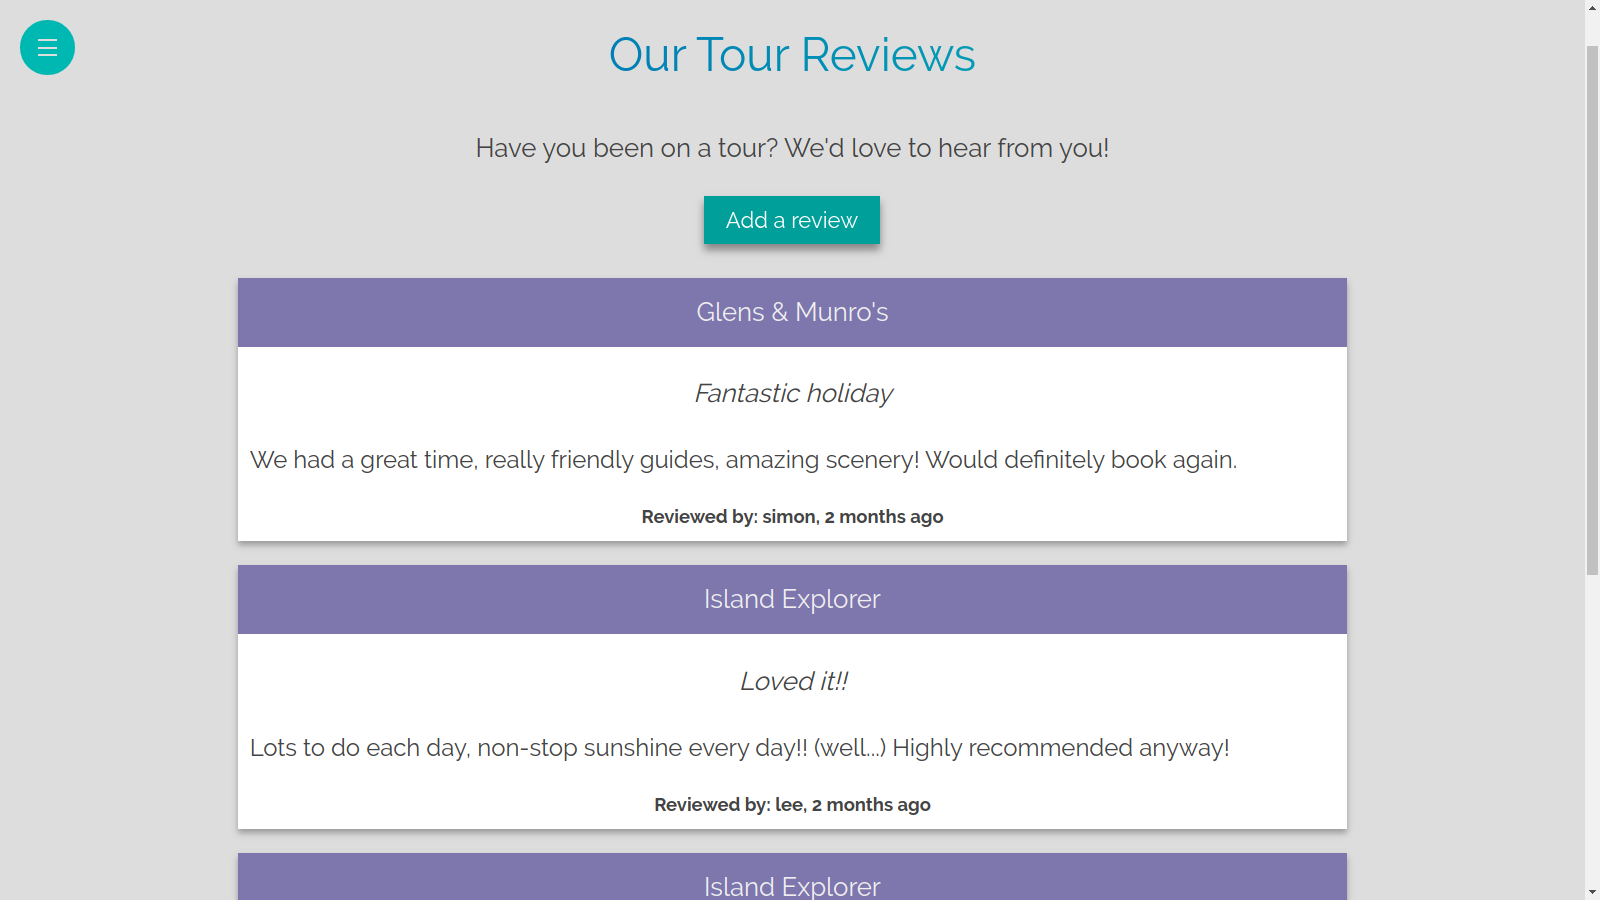 Our Tour Reviews
Have you been on a tour? We'd love to hear from you!
Add a review
Glens & Munro's
Fantastic holiday
We had a great time, really friendly guides, amazing scenery! Would definitely book again.
Reviewed by: simon, 2 months ago
Island Explorer
Loved it!!
Lots to do each day, non-stop sunshine every day!! (well...) Highly recommended anyway!
Reviewed by: lee, 2 months ago
Island Explorer